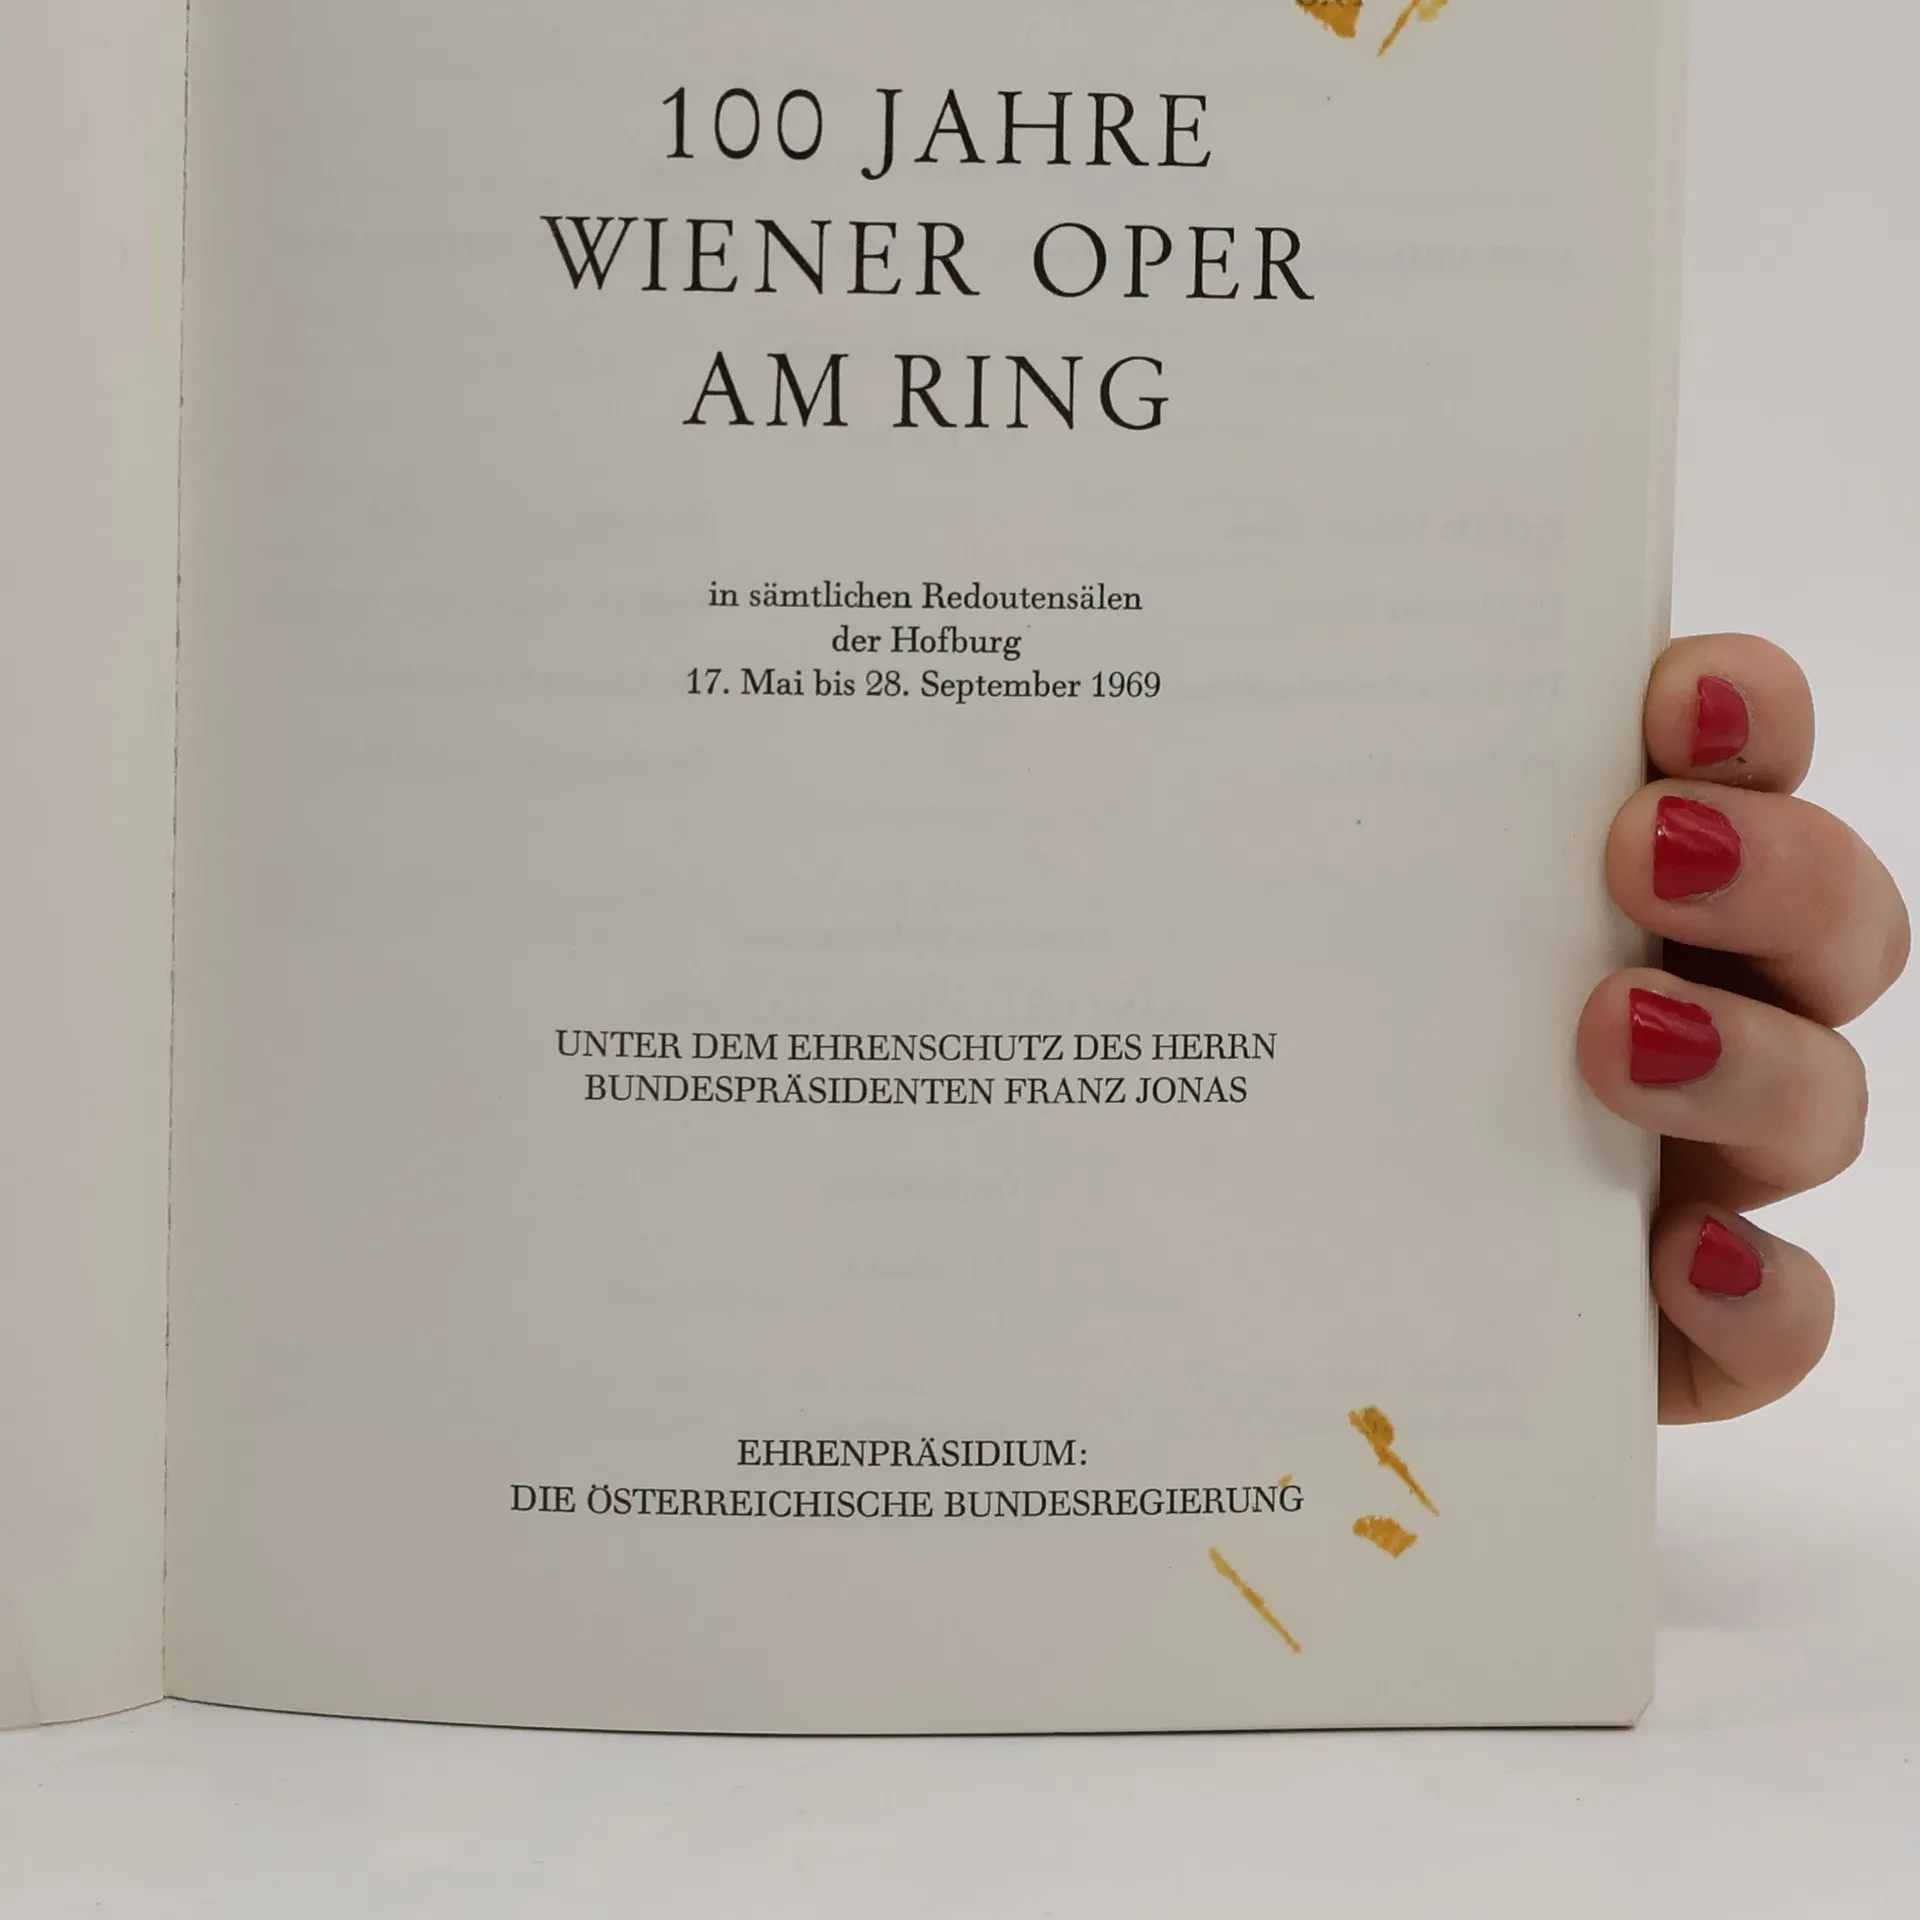 100 JAHRE
WIENER OPER
AM RING
in sämtlichen Redoutensälen
der Hofburg
17. Mai bis 28. September 1969
UNTER DEM EHRENSCHUTZ DES HERRN
BUNDESPRÄSIDENTEN FRANZ JONAS
EHRENPRÄSIDIUM:
DIE ÖSTERREICHISCHE BUNDESREGIERUNG